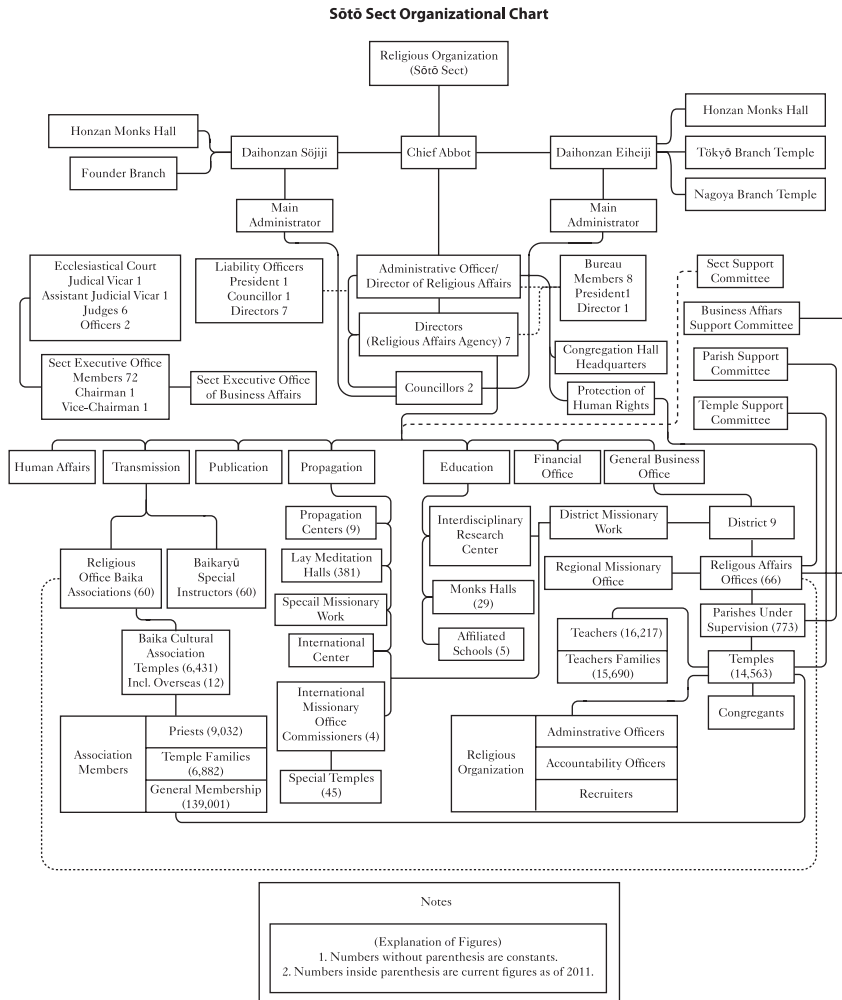 Sōtō Sect Organizational Chart
Religious Organization
(Sōtō Sect)
Honzan Monks Hall
Founder Branch
Daihonzan Sōjiji
Chief Abbot
Daihonzan Eiheiji
Honzan Monks Hall
Tōkyō Branch Temple
Nagoya Branch Temple
Main
Administrator
Main
Administrator
Ecclesiastical Court
Judical Vicar 1
Assistant Judicial Vicar 1
Judges 6
Officers 2
Liability Officers
President 1
Councillor 1
Directors 7
Administrative Officer/
Director of Religious Affairs
Bureau
Members 8
President1
Director 1
Sect Support
Committee
Business Affiars
Support Committee
Directors
(Religious Affairs Agency) 7
Congregation Hall
Headquarters
Parish Support
Committee
Sect Executive Office
Members 72
Chairman 1
Vice-Chairman 1
Sect Executive Office
of Business Affairs
Councillors 2
Protection of
Human Rights
Temple Support
Committee
Human Affairs
Transmission
Publication
Propagation
Education
Financial
Office
General Business
Office
Propagation
Centers (9)
Interdisciplinary
Research
Center
District Missionary
Work
District 9
Religious
Office Baika
Associations (60)
Baikaryū
Special
Instructors (60)
Lay Meditation
Halls (381)
Regional Missionary
Office
Religous Affairs
Offices (66)
Specail Missionary
Work
Monks Halls
(29)
Parishes Under
Supervision (773)
Baika Cultural
Association
Temples (6,431)
Incl. Overseas (12)
International
Center
Affiliated
Schools (5)
Teachers (16,217)
Teachers Families
(15,690)
Temples
(14,563)
International
Missionary
Office
Commissioners (4)
Congregants
Association
Members
Priests (9,032)
Temple Families
(6,882)
General Membership
(139,001)
Special Temples
(45)
Religious
Organization
Adminstrative Officers
Accountability Officers
Recruiters
Notes
(Explanation of Figures)
1. Numbers without parenthesis are constants.
2. Numbers inside parenthesis are current figures as of 2011.